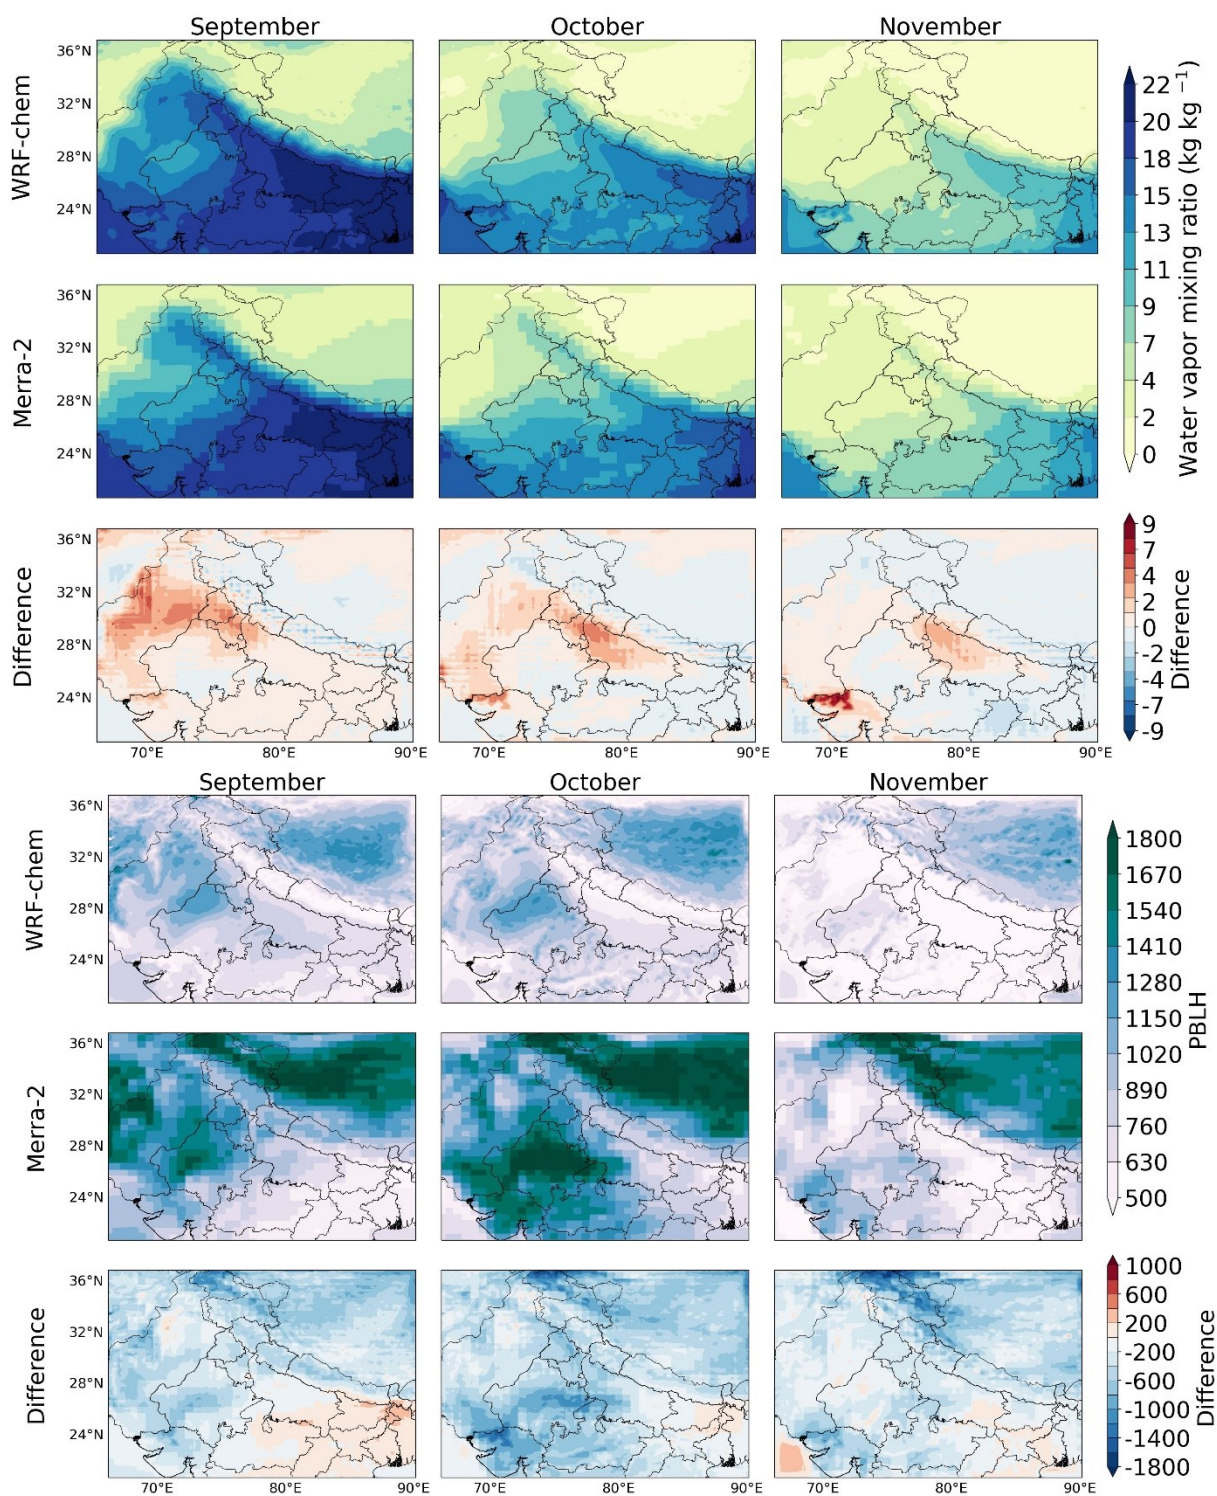 September October November
WRF-chem
36°N
32°N
28°N
24°N
Merra-2
36°N
32°N
28°N
24°N
Difference
36°N
32°N
28°N
24°N
70°E 80°E 90°E 70°E 80°E 90°E 70°E 80°E 90°E
22
20
18
15
13
11
9
7
4
2
0
Water vapor mixing ratio (kg kg⁻¹)
9
7
4
2
0
-2
-4
-7
-9
Difference
September October November
WRF-chem
36°N
32°N
28°N
24°N
Merra-2
36°N
32°N
28°N
24°N
Difference
36°N
32°N
28°N
24°N
70°E 80°E 90°E 70°E 80°E 90°E 70°E 80°E 90°E
1800
1670
1540
1410
1280
1150
1020
890
760
630
500
PBLH
1000
600
200
-200
-600
-1000
-1400
-1800
Difference